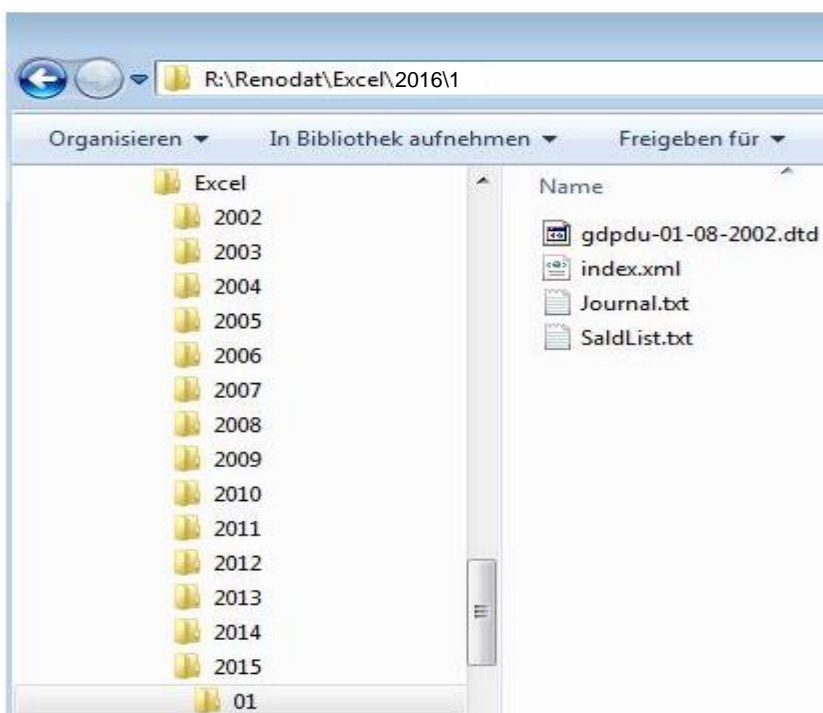 R:\Renodat\Excel\2016\1
Organisieren In Bibliothek aufnehmen Freigeben für
Excel
2002
2003
2004
2005
2006
2007
2008
2009
2010
2011
2012
2013
2014
2015
01
Name
gdpdu-01-08-2002.dtd
index.xml
Journal.txt
SaldList.txt